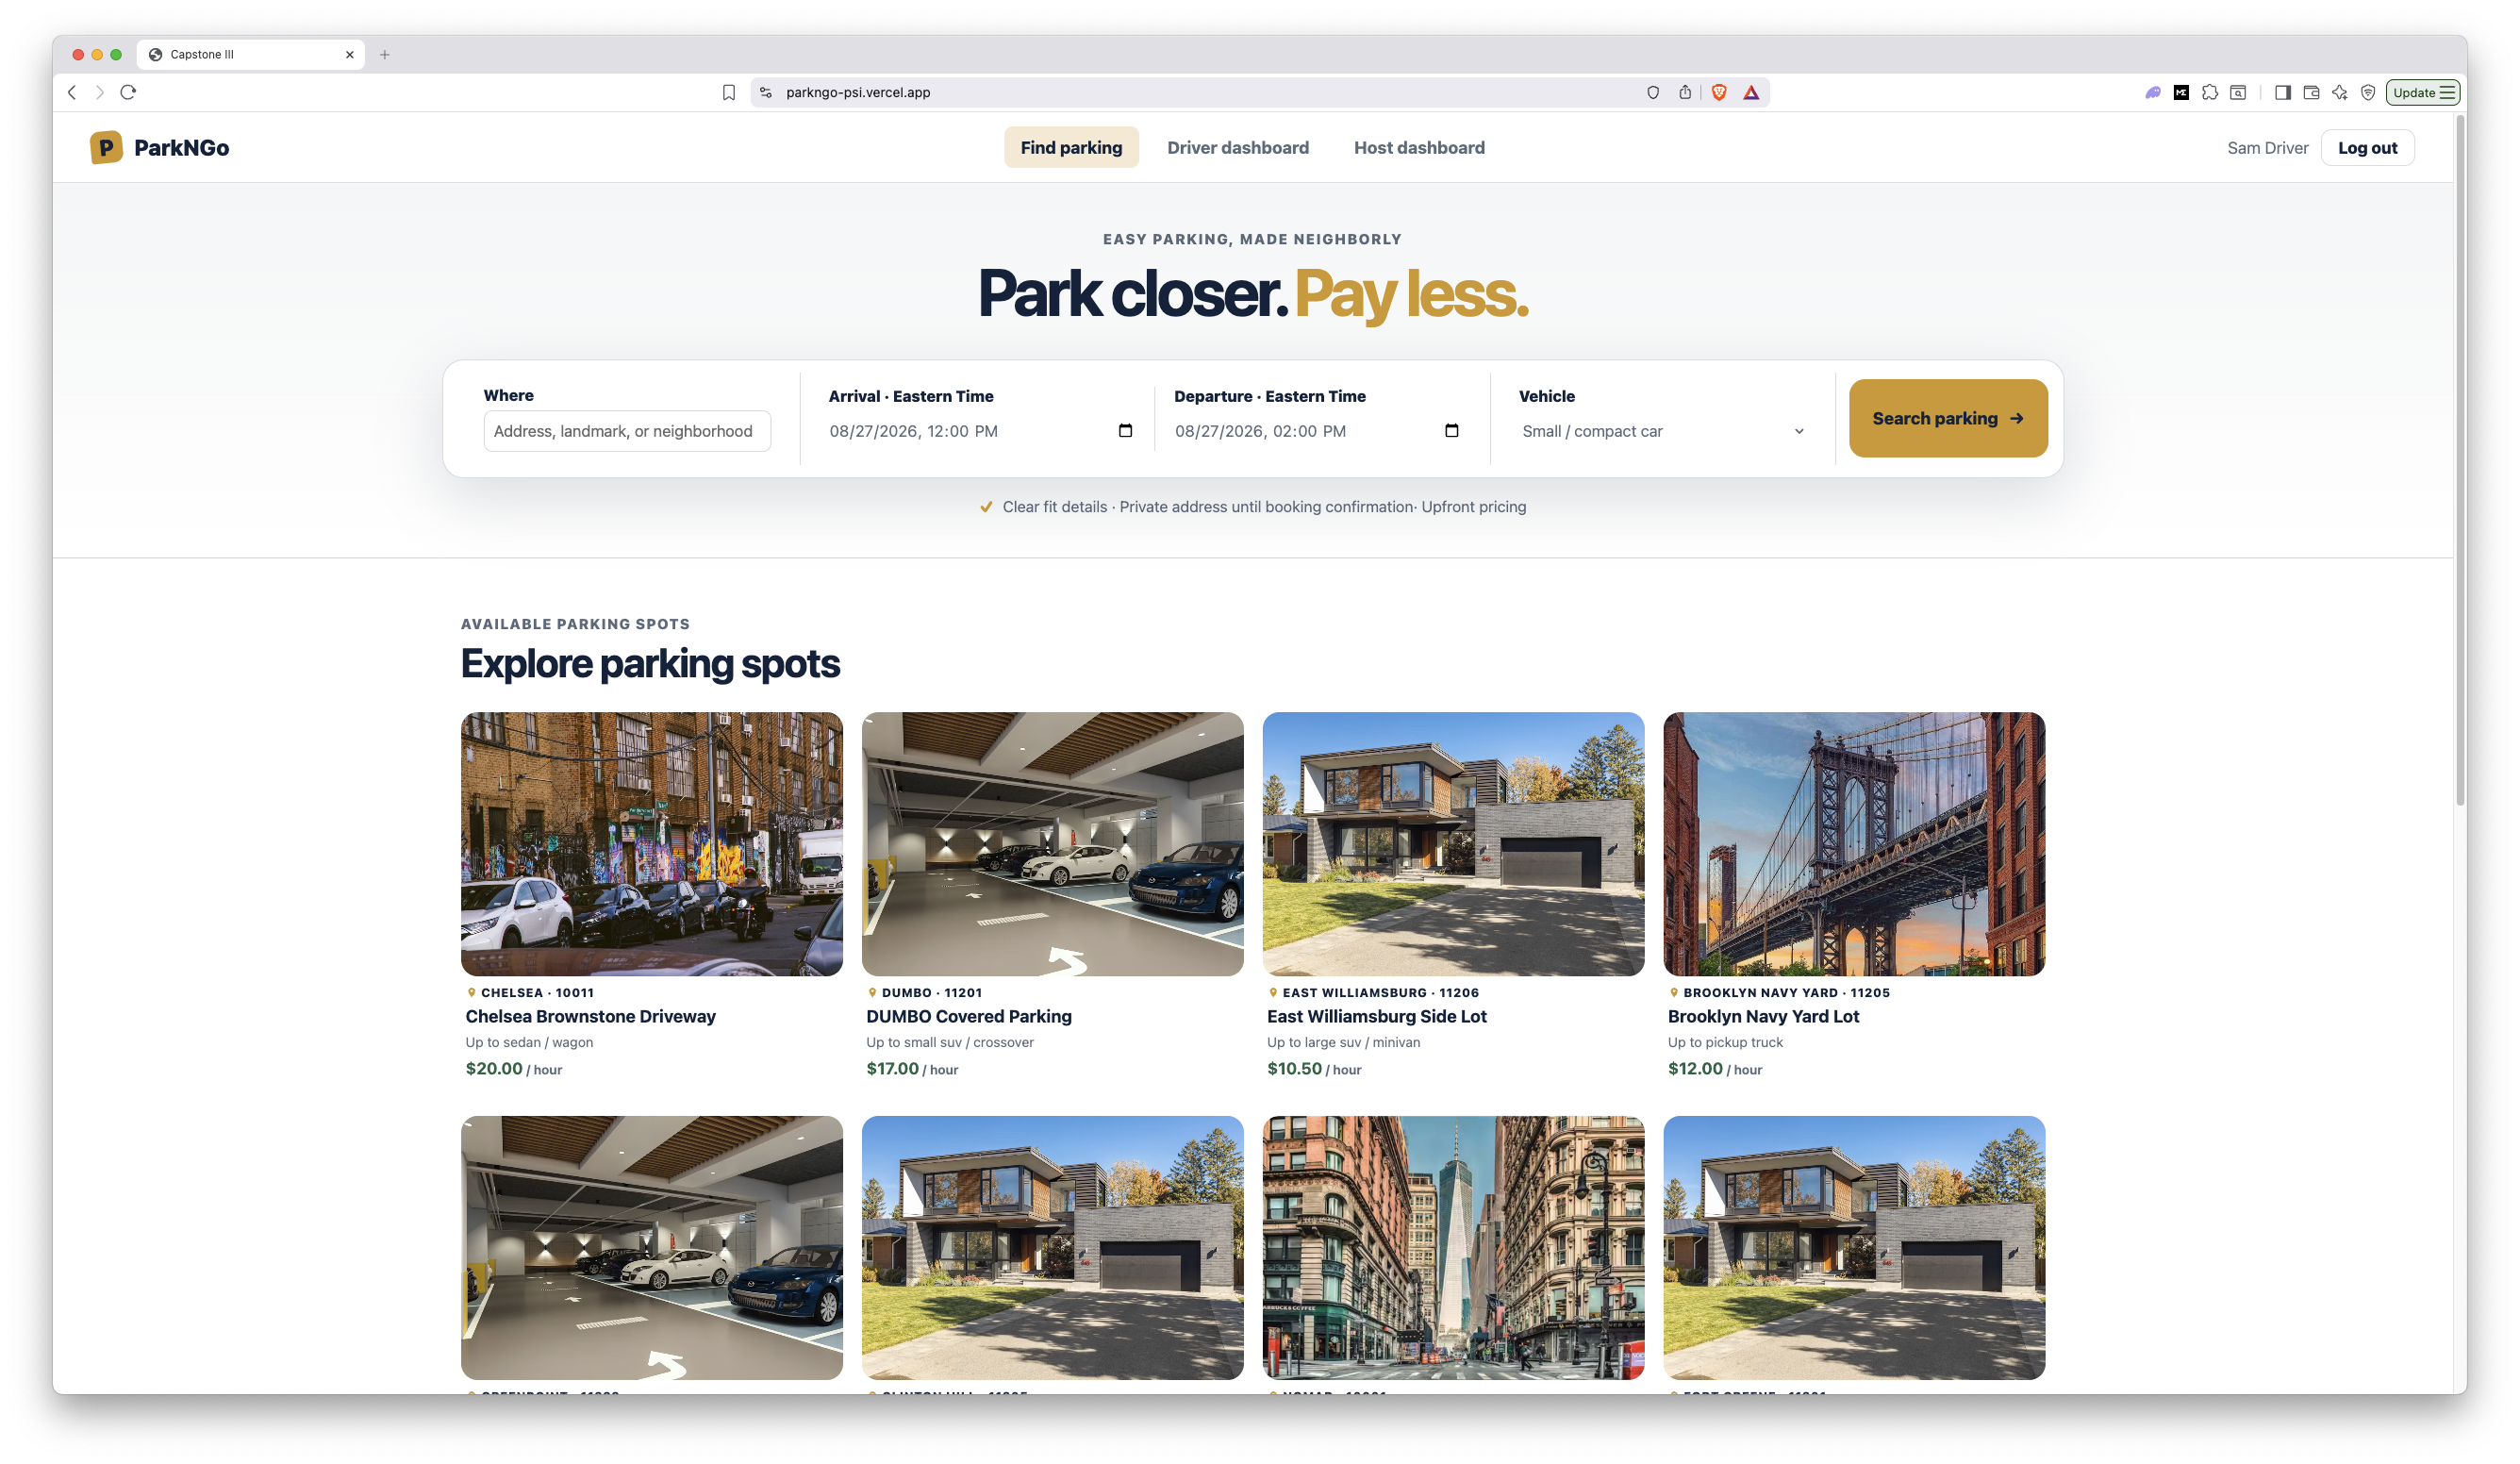 Capstone III
parkngo-psi.vercel.app
Update
P ParkNGo
Find parking
Driver dashboard
Host dashboard
Sam Driver
Log out
EASY PARKING, MADE NEIGHBORLY
Park closer. Pay less.
Where
Address, landmark, or neighborhood
Arrival · Eastern Time
08/27/2026, 12:00 PM
Departure · Eastern Time
08/27/2026, 02:00 PM
Vehicle
Small / compact car
Search parking →
Clear fit details · Private address until booking confirmation· Upfront pricing
AVAILABLE PARKING SPOTS
Explore parking spots
CHELSEA · 10011
Chelsea Brownstone Driveway
Up to sedan / wagon
$20.00 / hour
DUMBO · 11201
DUMBO Covered Parking
Up to small suv / crossover
$17.00 / hour
EAST WILLIAMSBURG · 11206
East Williamsburg Side Lot
Up to large suv / minivan
$10.50 / hour
BROOKLYN NAVY YARD · 11205
Brooklyn Navy Yard Lot
Up to pickup truck
$12.00 / hour